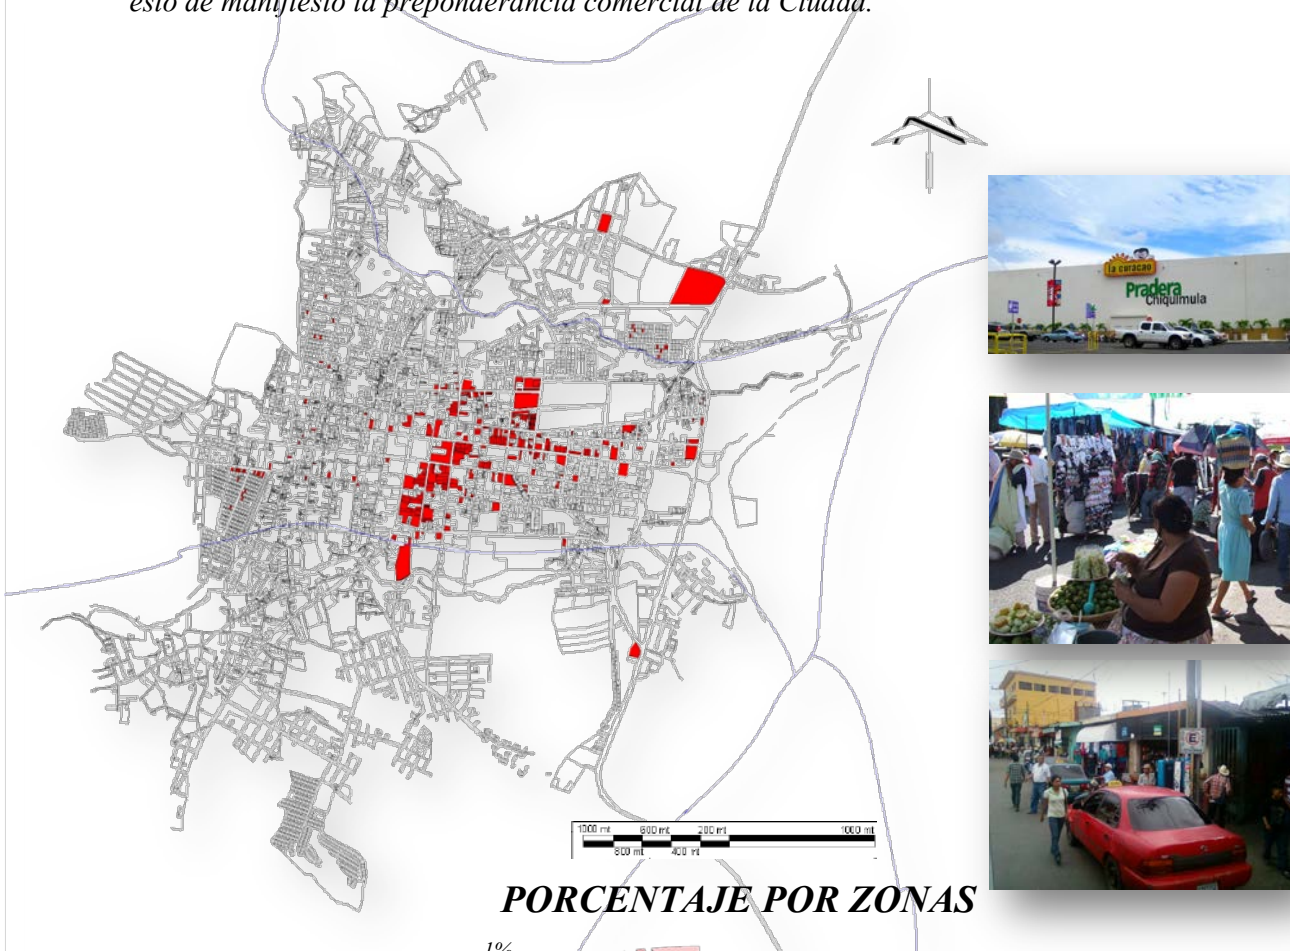 esto de manifiesto la preponderancia comercial de la Ciudad.
la curacao
Pradera
Chiquimula
E
1000 mt 600 mt 200 mt 1000 mt
800 mt 400 mt
PORCENTAJE POR ZONAS
1%